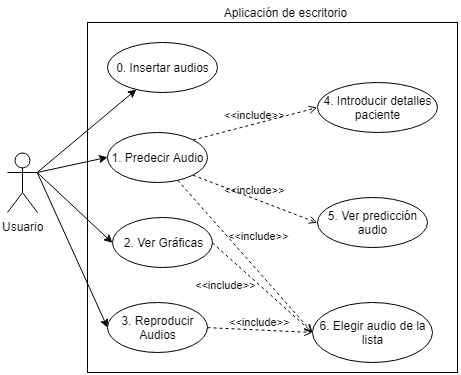 Aplicación de escritorio
0. Insertar audios
4. Introducir detalles
paciente
<<include>>
1. Predecir Audio
<<include>>
5. Ver predicción
audio
Usuario
<<include>>
2. Ver Gráficas
<<include>>
3. Reproducir
Audios
<<include>>
6. Elegir audio de la
lista